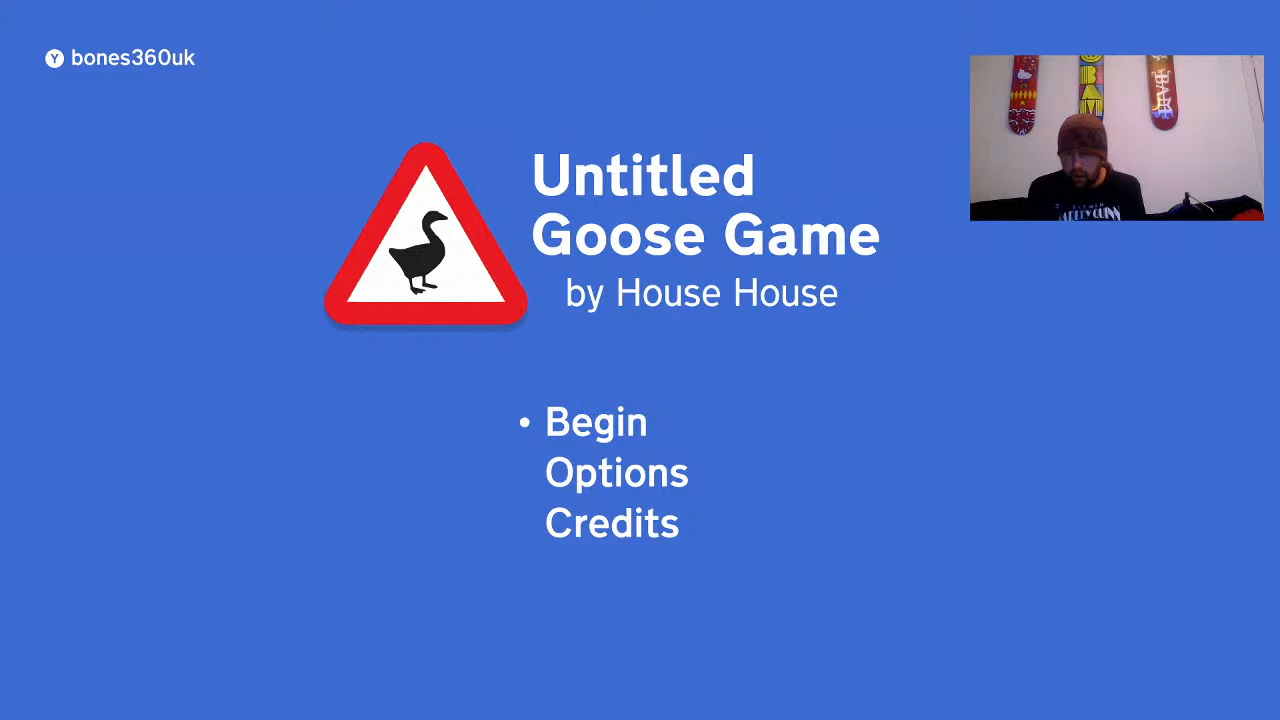 Y bones360uk
Untitled
Goose Game
by House House
• Begin
Options
Credits